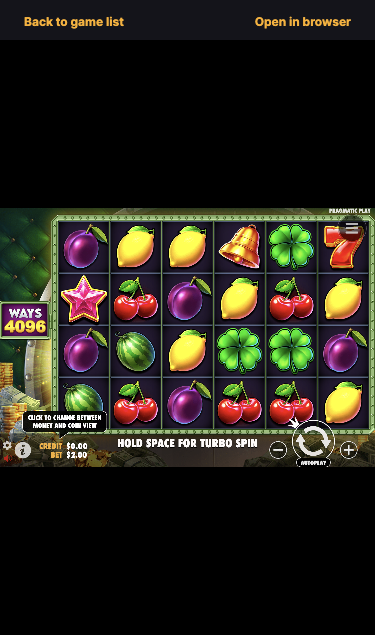 Back to game list
Open in browser
PRAGMATIC PLAY
7
WAYS
4096
CLICK TO CHANGE BETWEEN
MONEY AND COIN VIEW
CREDIT $0.00
BET $2.00
HOLD SPACE FOR TURBO SPIN
AUTOPLAY